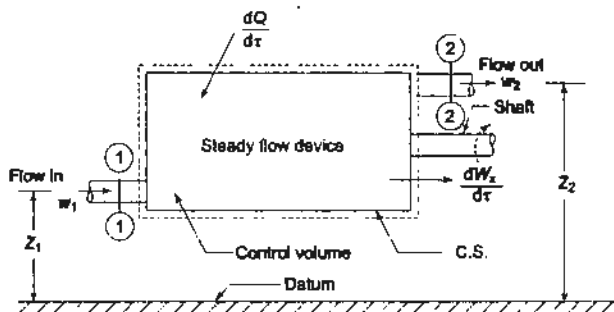 dQ
dτ
2
Flow out
w₂
2
Shaft
Steady flow device
1
Flow in
w₁
1
dWₓ
dτ
Z₂
Z₁
Control volume
C.S.
Datum